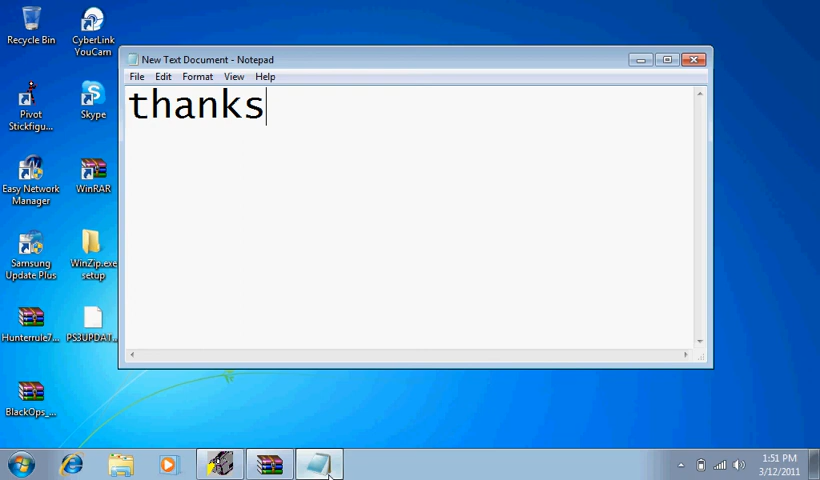 Recycle Bin
CyberLink
YouCam
Pivot
Stickfigu...
Skype
Easy Network
Manager
WinRAR
Samsung
Update Plus
WinZip.exe
setup
Hunterrule7...
PS3UPDAT...
BlackOps_...
New Text Document - Notepad
File Edit Format View Help
thanks
1:51 PM
3/12/2011